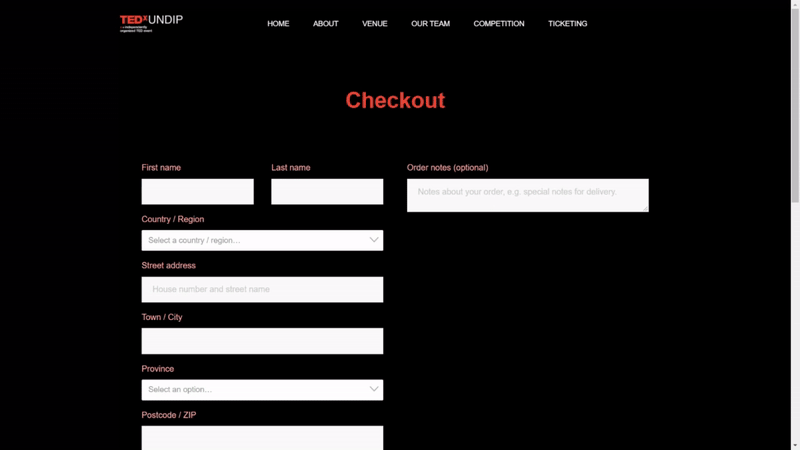 TEDxUNDIP
x = independently
organized TED event
HOME
ABOUT
VENUE
OUR TEAM
COMPETITION
TICKETING
Checkout
First name
Last name
Order notes (optional)
Notes about your order, e.g. special notes for delivery.
Country / Region
Select a country / region…
Street address
House number and street name
Town / City
Province
Select an option…
Postcode / ZIP